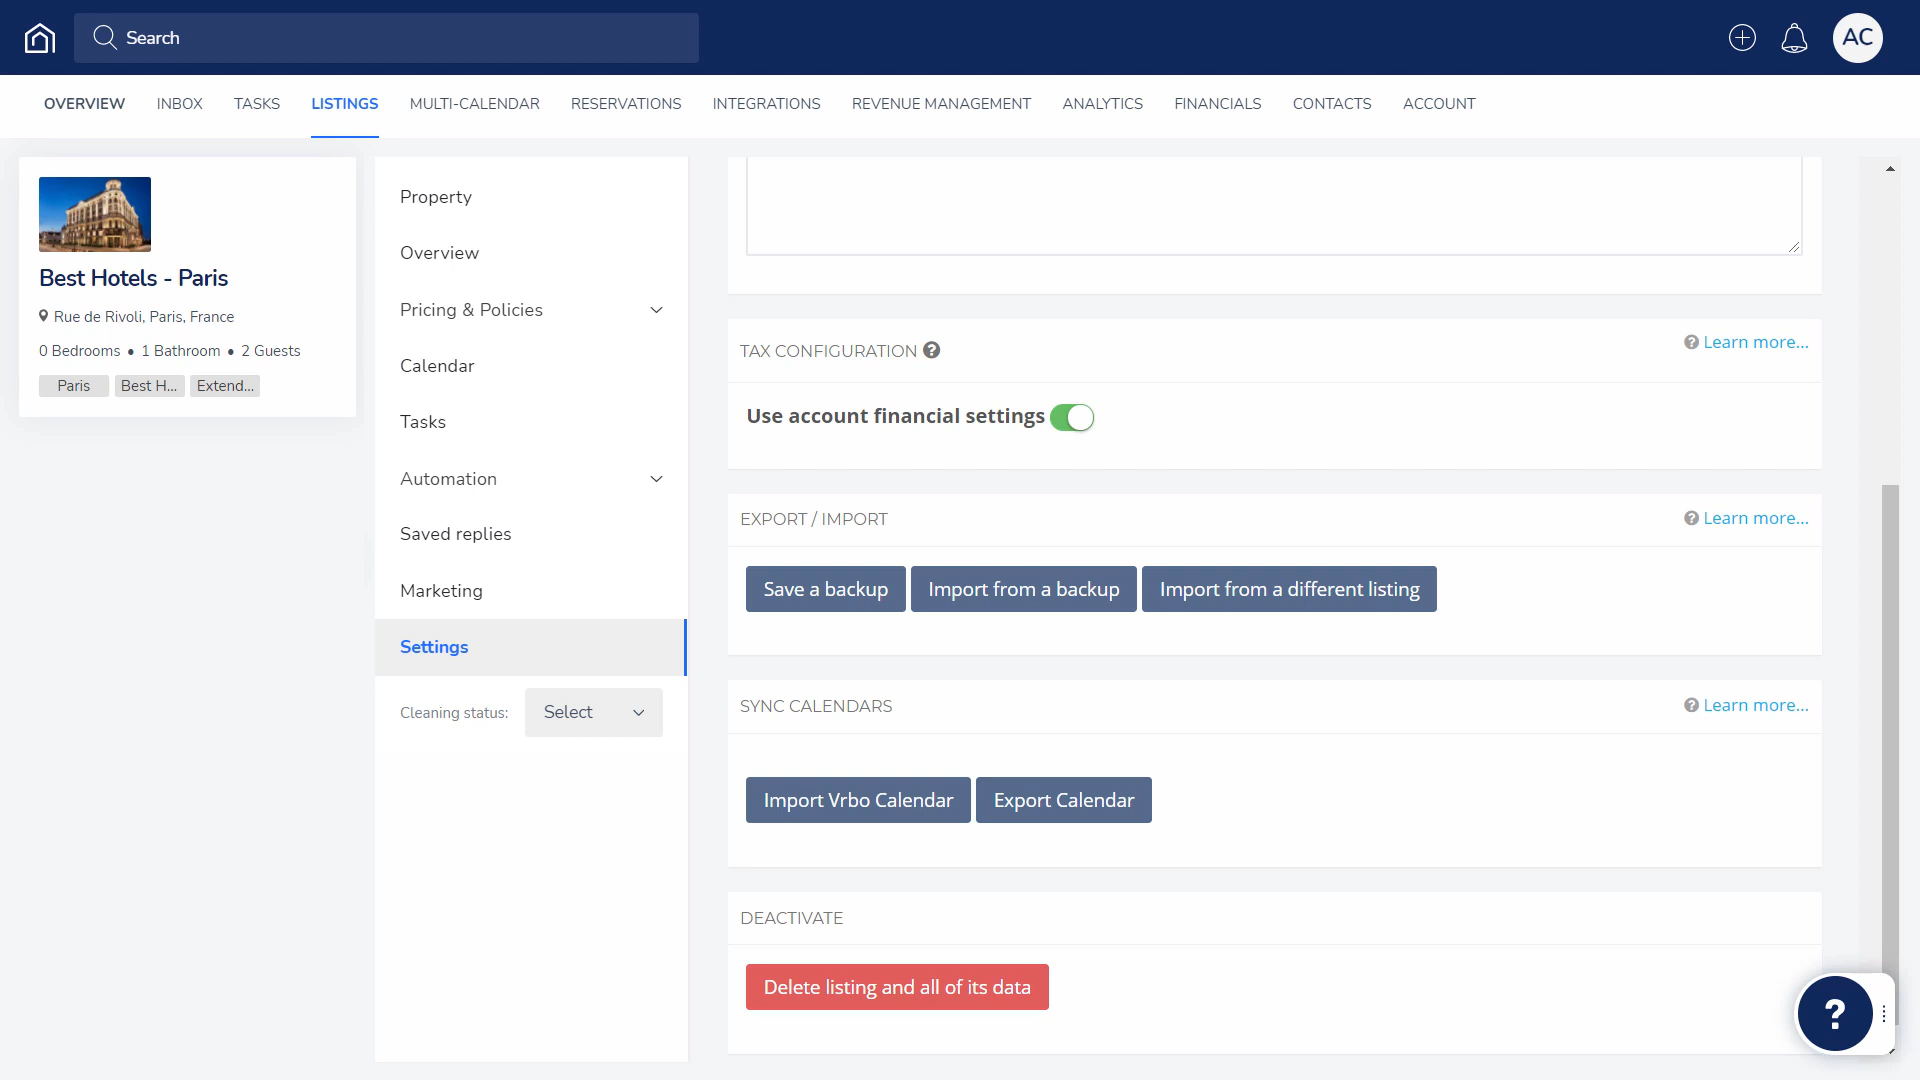 Search
AC
OVERVIEW INBOX TASKS LISTINGS MULTI-CALENDAR RESERVATIONS INTEGRATIONS REVENUE MANAGEMENT ANALYTICS FINANCIALS CONTACTS ACCOUNT
Best Hotels - Paris
Rue de Rivoli, Paris, France
0 Bedrooms • 1 Bathroom • 2 Guests
Paris Best H... Extend...
Property
Overview
Pricing & Policies
Calendar
Tasks
Automation
Saved replies
Marketing
Settings
Cleaning status: Select
TAX CONFIGURATION ? ? Learn more...
Use account financial settings
EXPORT / IMPORT ? Learn more...
Save a backup Import from a backup Import from a different listing
SYNC CALENDARS ? Learn more...
Import Vrbo Calendar Export Calendar
DEACTIVATE
Delete listing and all of its data
?